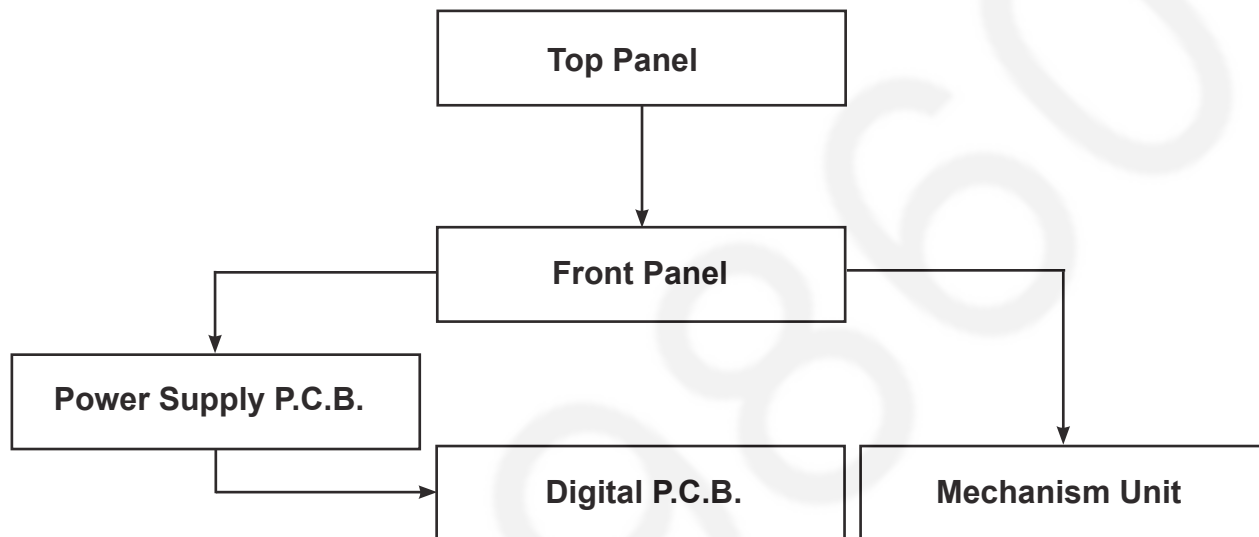 Top Panel
Front Panel
Power Supply P.C.B.
Digital P.C.B.
Mechanism Unit